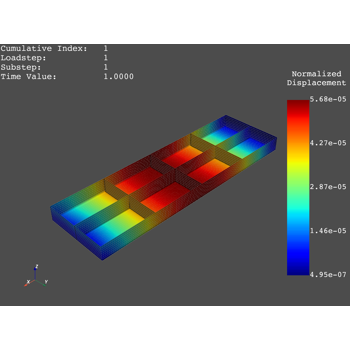 Cumulative Index: 1
Loadstep: 1
Substep: 1
Time Value: 1.0000
Normalized
Displacement
5.68e-05
4.27e-05
2.87e-05
1.46e-05
4.95e-07
Z
X Y